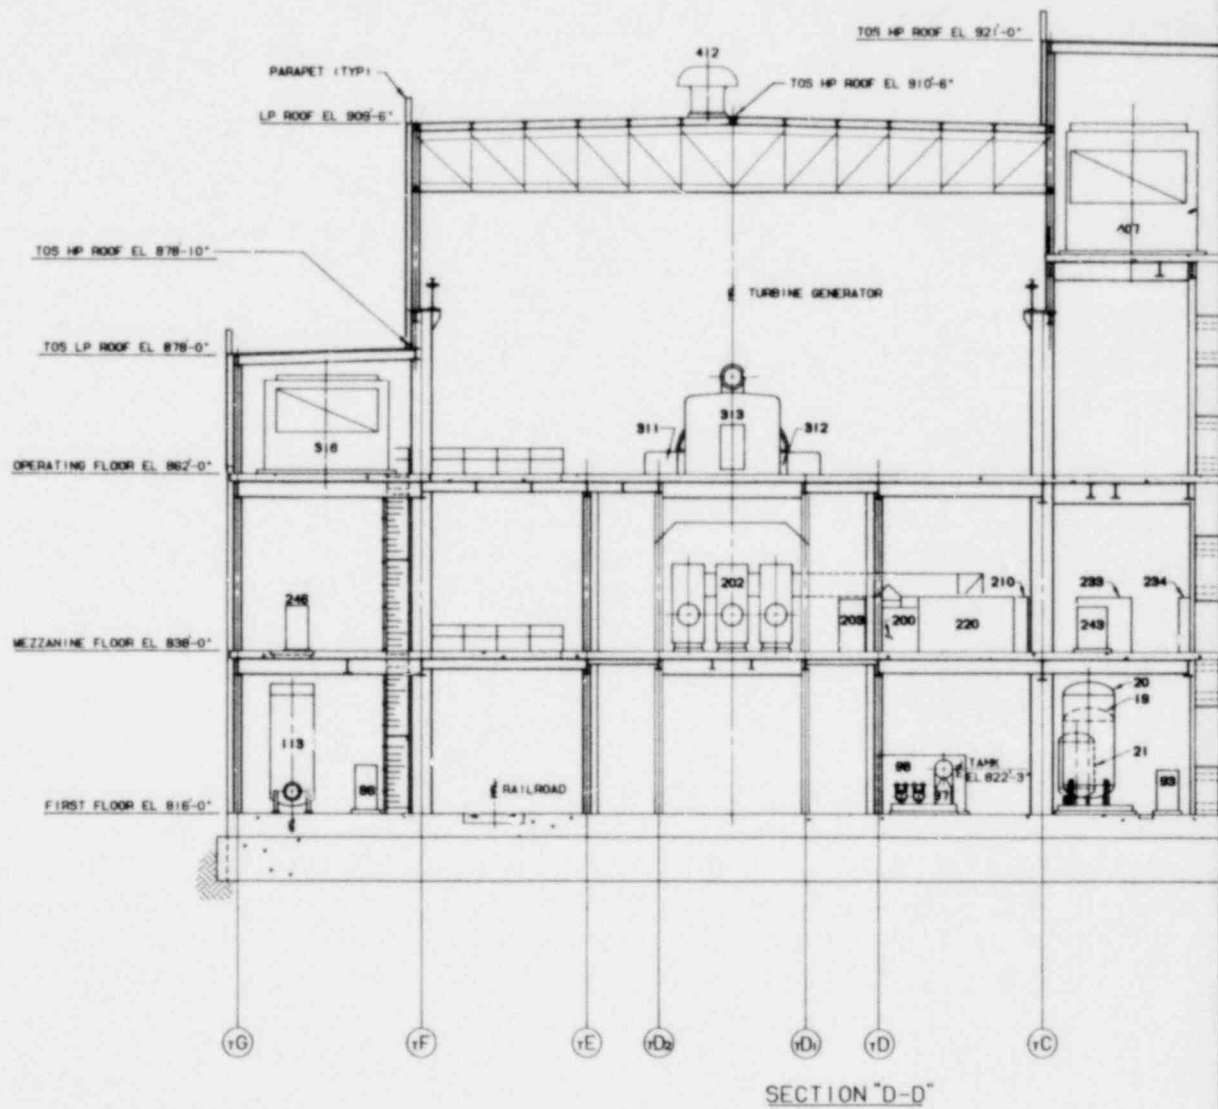 TOS HP ROOF EL 921'-0"
412
PARAPET (TYP)
TOS HP ROOF EL 910'-6"
LP ROOF EL 909'-6"
TOS HP ROOF EL 878'-10"
℄ TURBINE GENERATOR
TOS LP ROOF EL 878'-0"
311
313
312
316
OPERATING FLOOR EL 862'-0"
246
202
203
200
220
210
233
243
234
MEZZANINE FLOOR EL 838'-0"
20
19
113
98
TANK
EL 822'-3"
21
97
93
℄ RAILROAD
FIRST FLOOR EL 816'-0"
℄
TG
TF
TE
TD2
TD1
TD
TC
SECTION "D-D"